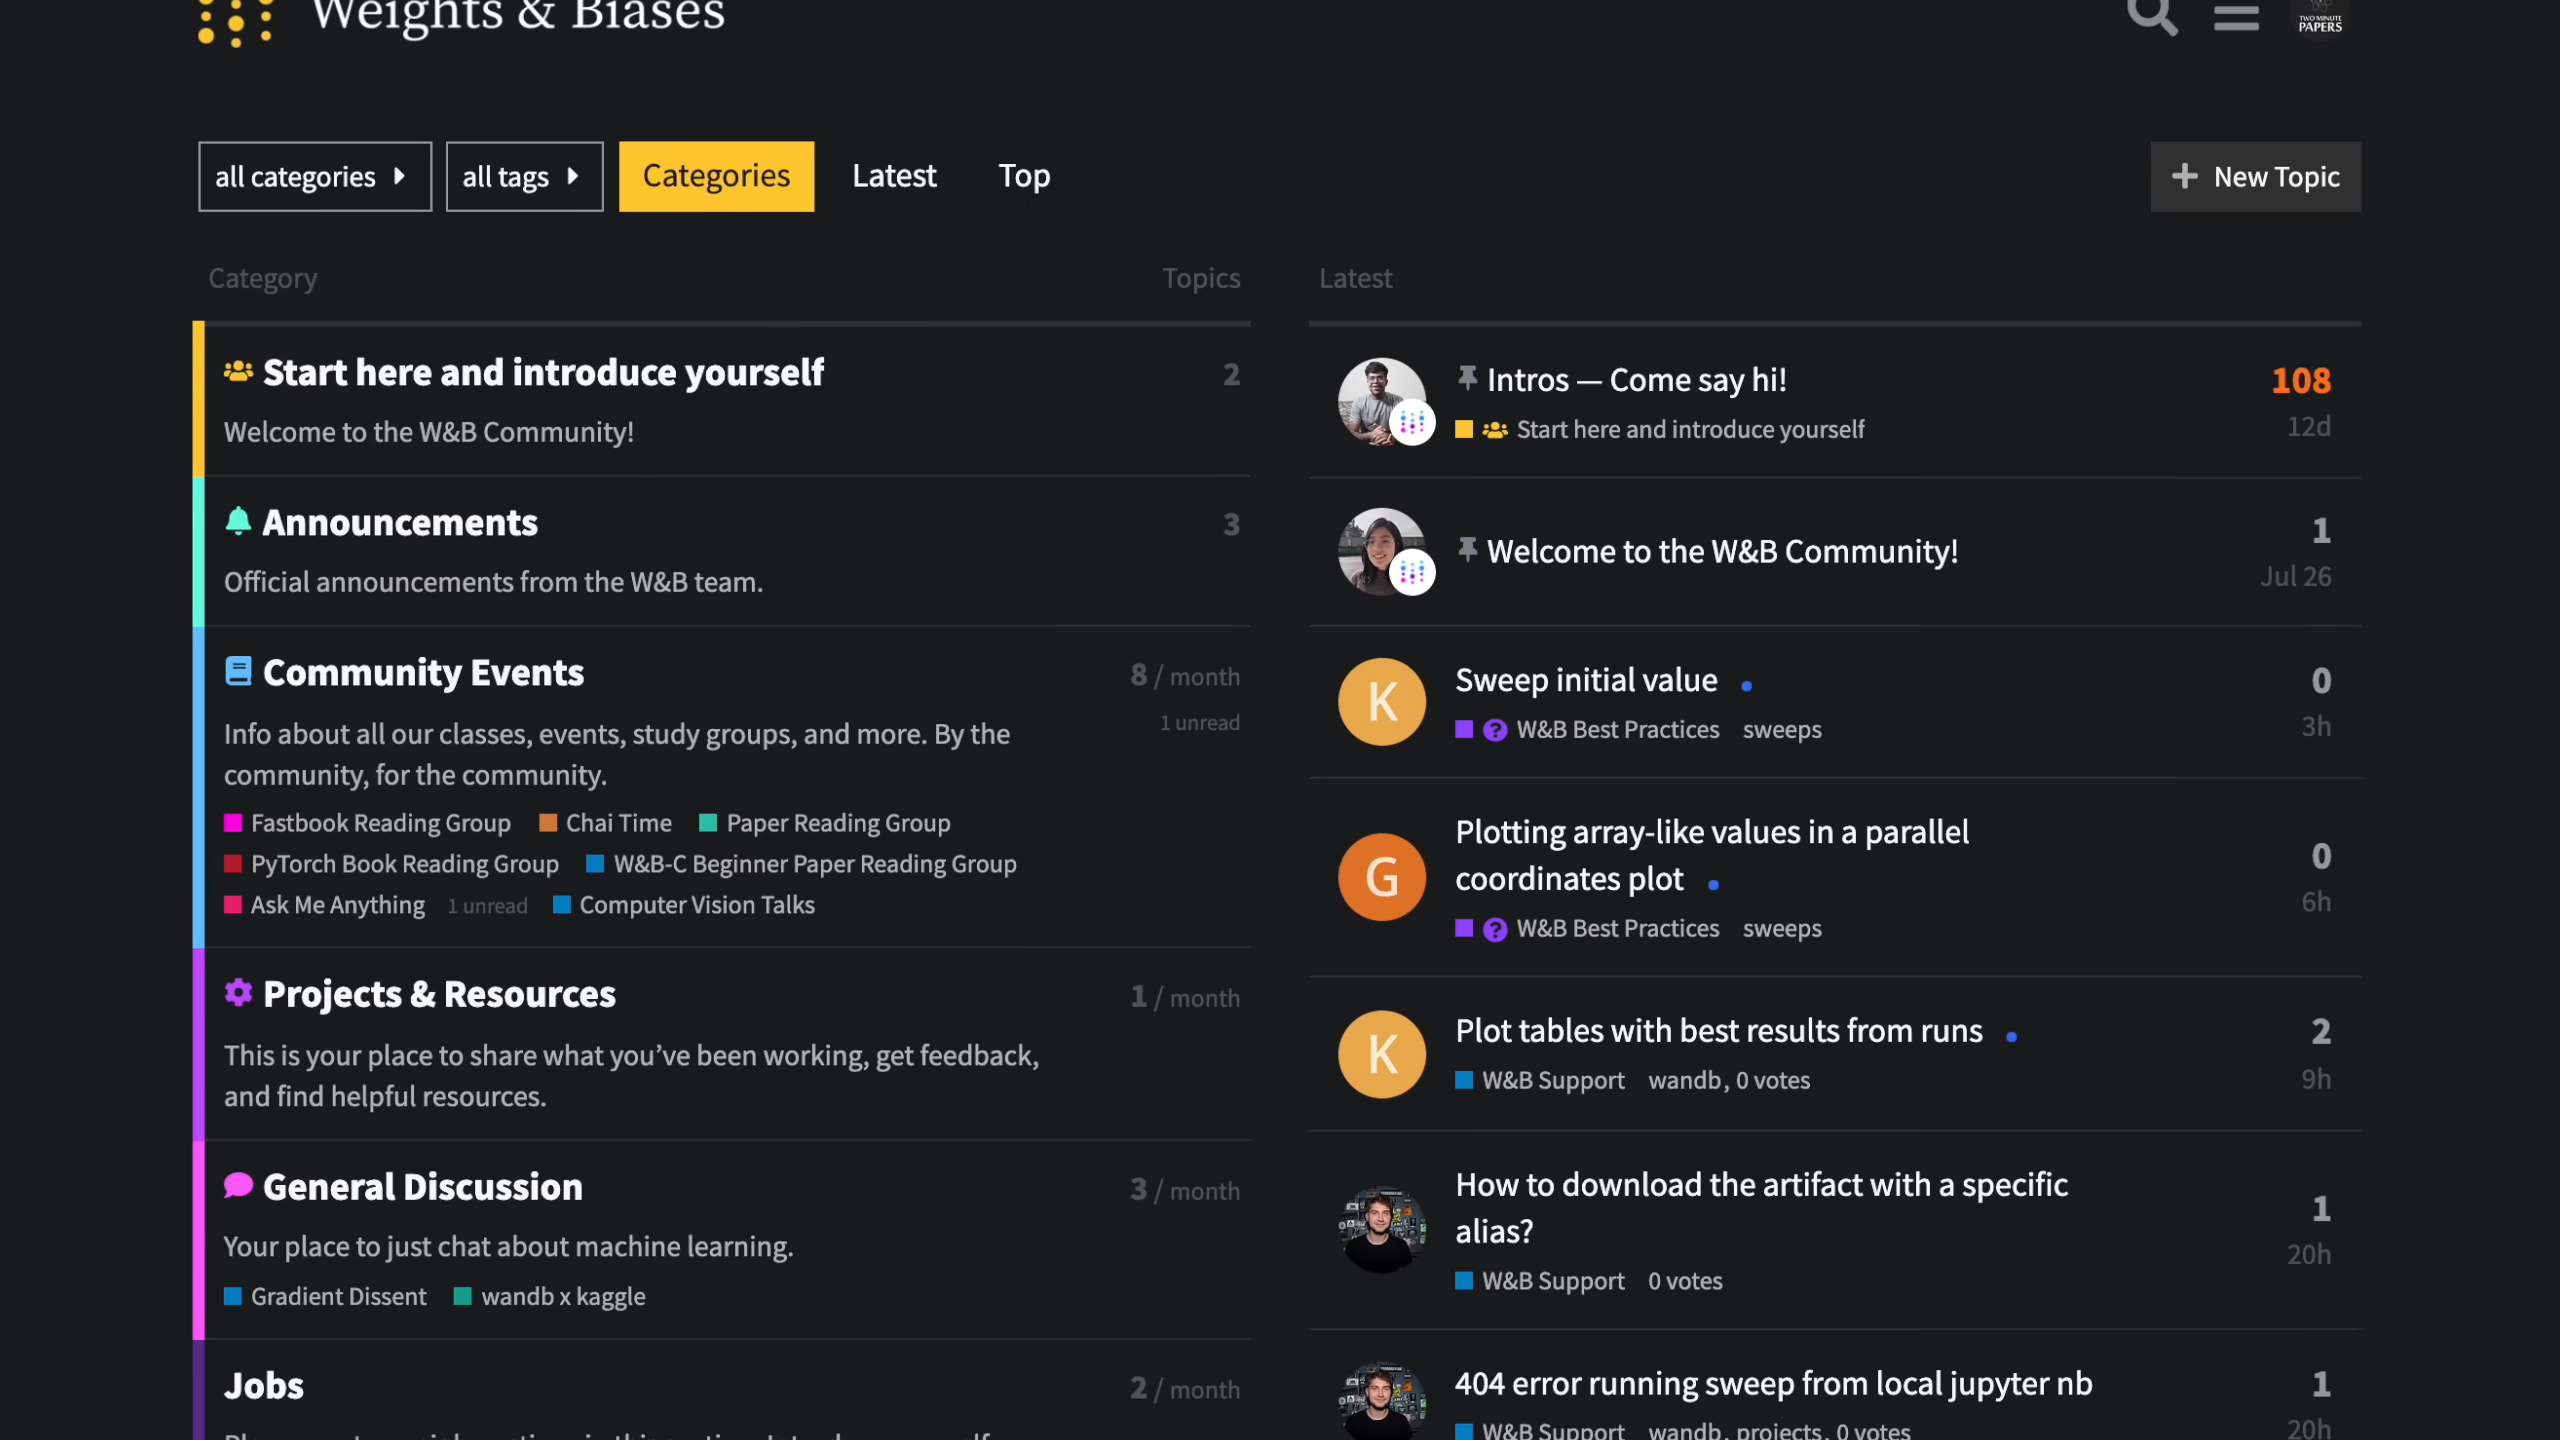 Weights & Biases
TWO MINUTE
PAPERS
all categories
all tags
Categories
Latest
Top
New Topic
Category
Topics
Start here and introduce yourself
2
Welcome to the W&B Community!
Announcements
3
Official announcements from the W&B team.
Community Events
8 / month
1 unread
Info about all our classes, events, study groups, and more. By the
community, for the community.
Fastbook Reading Group
Chai Time
Paper Reading Group
PyTorch Book Reading Group
W&B-C Beginner Paper Reading Group
Ask Me Anything
1 unread
Computer Vision Talks
Projects & Resources
1 / month
This is your place to share what you’ve been working, get feedback,
and find helpful resources.
General Discussion
3 / month
Your place to just chat about machine learning.
Gradient Dissent
wandb x kaggle
Jobs
2 / month
Latest
Intros — Come say hi!
108
Start here and introduce yourself
12d
Welcome to the W&B Community!
1
Jul 26
K
Sweep initial value
0
W&B Best Practices sweeps
3h
G
Plotting array-like values in a parallel
coordinates plot
0
6h
W&B Best Practices sweeps
K
Plot tables with best results from runs
2
W&B Support wandb, 0 votes
9h
How to download the artifact with a specific
alias?
1
20h
W&B Support 0 votes
404 error running sweep from local jupyter nb
1
W&B Support wandb, projects, 0 votes
20h